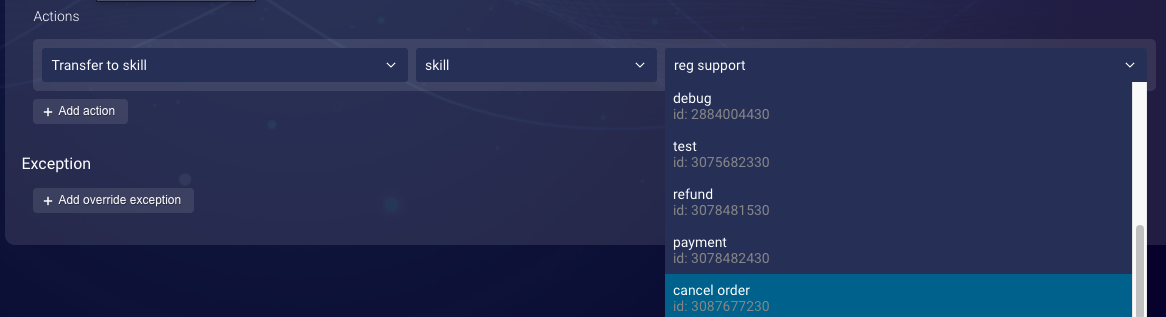 Actions
Transfer to skill
skill
reg support
debug
id: 2884004430
+ Add action
test
id: 3075682330
Exception
refund
id: 3078481530
+ Add override exception
payment
id: 3078482430
cancel order
id: 3087677230